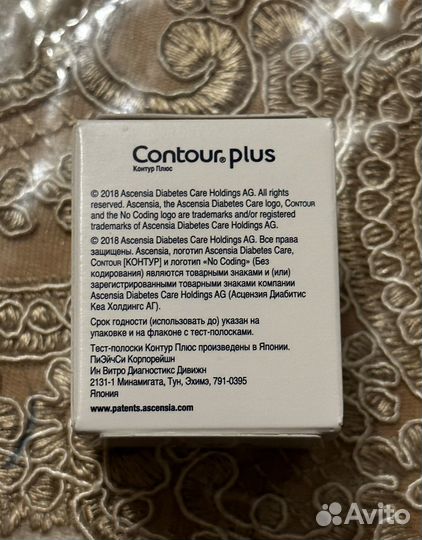 Contour® plus
Контур Плюс
© 2018 Ascensia Diabetes Care Holdings AG. All rights
reserved. Ascensia, the Ascensia Diabetes Care logo, CONTOUR
and the No Coding logo are trademarks and/or registered
trademarks of Ascensia Diabetes Care Holdings AG.
© 2018 Ascensia Diabetes Care Holdings AG. Все права
защищены. Ascensia, логотип Ascensia Diabetes Care,
CONTOUR [КОНТУР] и логотип «No Coding» (Без
кодирования) являются товарными знаками и (или)
зарегистрированными товарными знаками компании
Ascensia Diabetes Care Holdings AG (Асцензия Диабитис
Кеа Холдингс АГ).
Срок годности (использовать до) указан на
упаковке и на флаконе с тест-полосками.
Тест-полоски Контур Плюс произведены в Японии.
ПиЭйчСи Корпорейшн
Ин Витро Диагностикс Дивижн
2131-1 Минамигата, Тун, Эхимэ, 791-0395
Япония
www.patents.ascensia.com
Avito